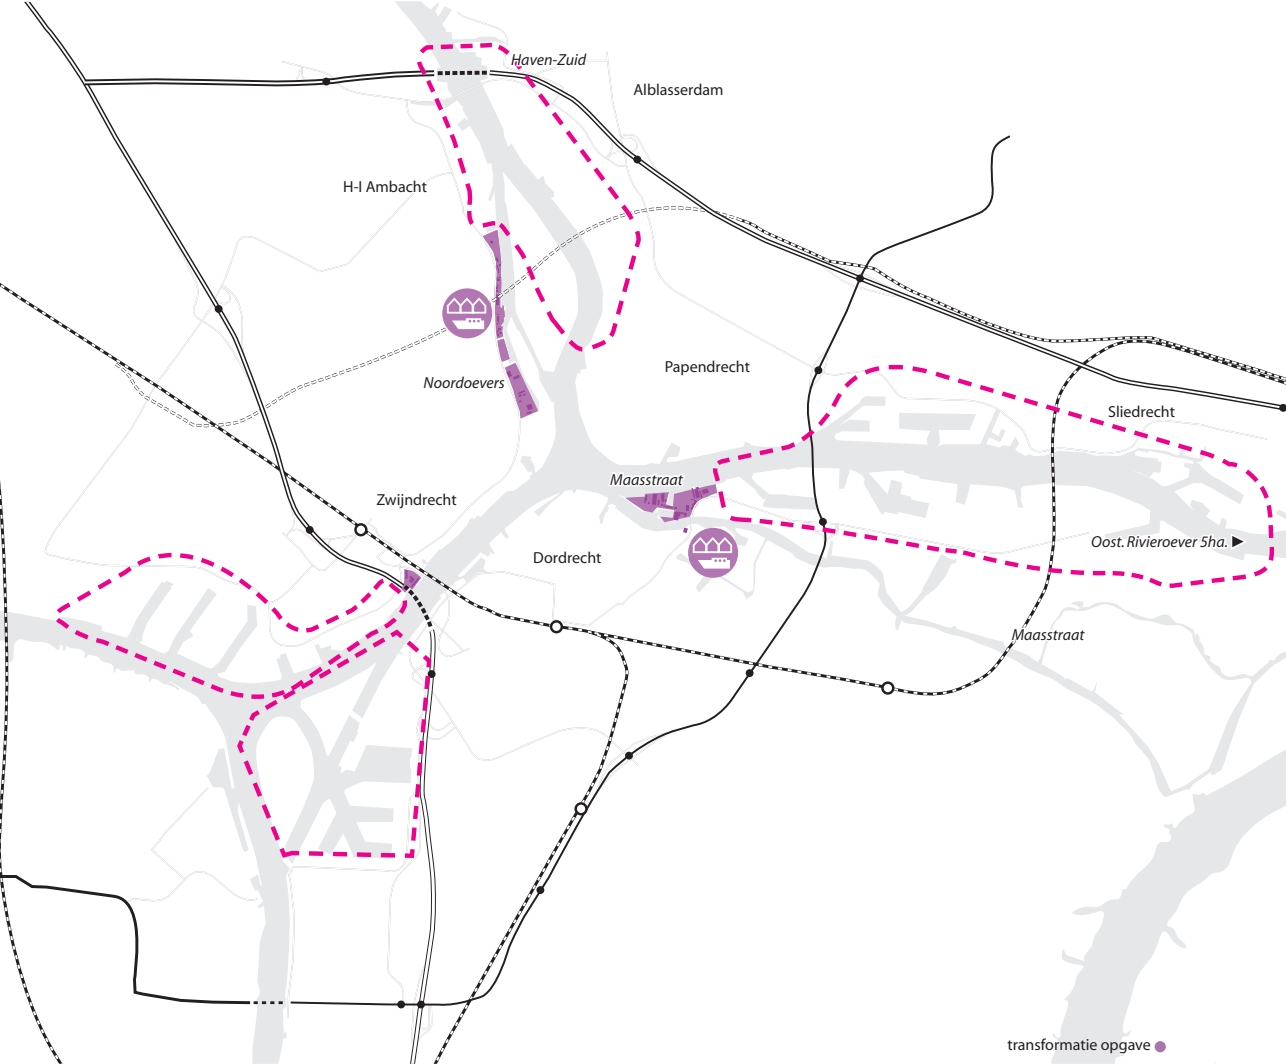 Haven-Zuid
Alblasserdam
H-I Ambacht
Papendrecht
Noordoevers
Sliedrecht
Maasstraat
Zwijndrecht
Oost. Rivieroever 5ha.
Dordrecht
Maasstraat
transformatie opgave